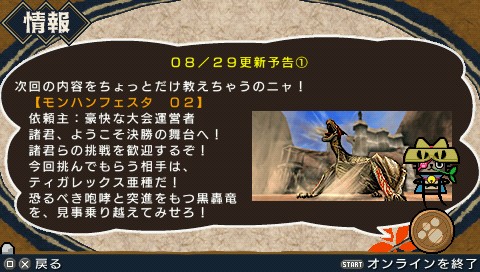 情報
08/29更新予告①
次回の内容をちょっとだけ教えちゃうのニャ！
【モンハンフェスタ 02】
依頼主：豪快な大会運営者
諸君、ようこそ決勝の舞台へ！
諸君らの挑戦を歓迎するぞ！
今回挑んでもらう相手は、
ティガレックス亜種だ！
恐るべき咆哮と突進をもつ黒轟竜
を、見事乗り越えてみせろ！
□×戻る
START オンラインを終了